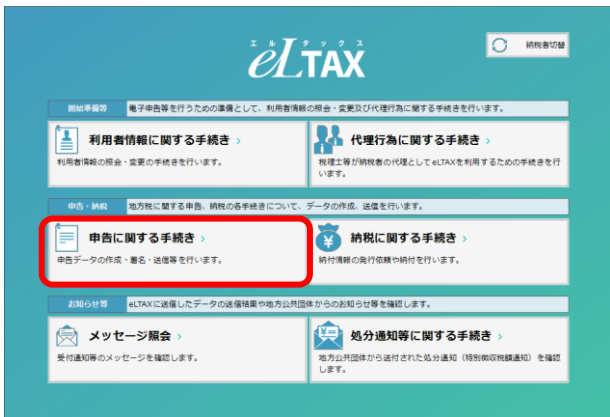 エルタックス
eLTAX
納税者切替
開始準備等 電子申告等を行うための準備として、利用者情報の照会・変更及び代理行為に関する手続きを行います。
利用者情報に関する手続き >
利用者情報の照会・変更の手続きを行います。
代理行為に関する手続き >
税理士等が納税者の代理としてeLTAXを利用するための手続きを行
います。
申告・納税 地方税に関する申告、納税の各手続きについて、データの作成、送信を行います。
申告に関する手続き >
申告データの作成・署名・送信等を行います。
納税に関する手続き >
納付情報の発行依頼や納付を行います。
お知らせ等 eLTAXに送信したデータの送信結果や地方公共団体からのお知らせ等を確認します。
メッセージ照会 >
受付通知等のメッセージを確認します。
処分通知等に関する手続き >
地方公共団体から送付された処分通知（特別徴収税額通知）を確認
します。